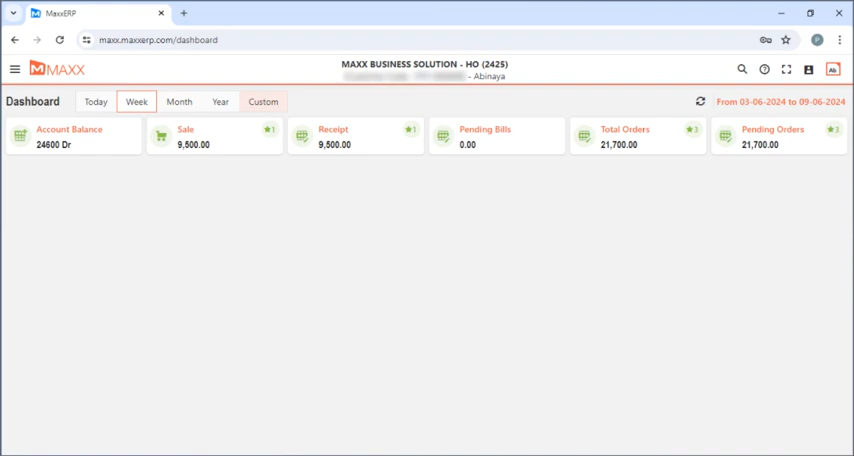 MaxxERP
maxx.maxxerp.com/dashboard
P
MAXX
MAXX BUSINESS SOLUTION - HO (2425)
- Abinaya
Ab
Dashboard
Today
Week
Month
Year
Custom
From 03-06-2024 to 09-06-2024
Account Balance
24600 Dr
Sale
★1
9,500.00
Receipt
★1
9,500.00
Pending Bills
0.00
Total Orders
★3
21,700.00
Pending Orders
★3
21,700.00